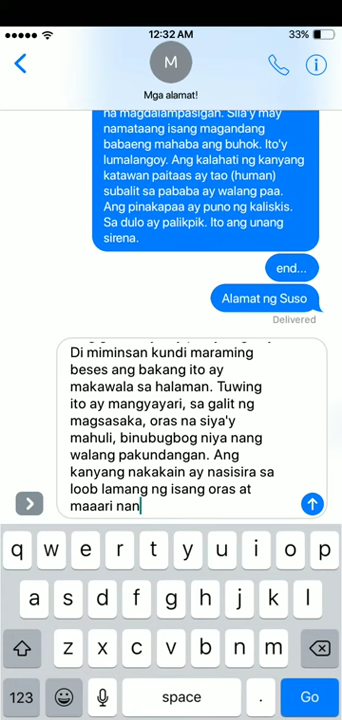 12:32 AM
33%
M
Mga alamat!
na magdalampasigan. Sila'y may
namataang isang magandang
babaeng mahaba ang buhok. Ito'y
lumalangoy. Ang kalahati ng kanyang
katawan paitaas ay tao (human)
subalit sa pababa ay walang paa.
Ang pinakapaa ay puno ng kaliskis.
Sa dulo ay palikpik. Ito ang unang
sirena.
end...
Alamat ng Suso
Delivered
Di miminsan kundi maraming
beses ang bakang ito ay
makawala sa halaman. Tuwing
ito ay mangyayari, sa galit ng
magsasaka, oras na siya'y
mahuli, binubugbog niya nang
walang pakundangan. Ang
kanyang nakakain ay nasisira sa
loob lamang ng isang oras at
maaari nan
q w e r t y u i o p
a s d f g h j k l
z x c v b n m
123 space . Go